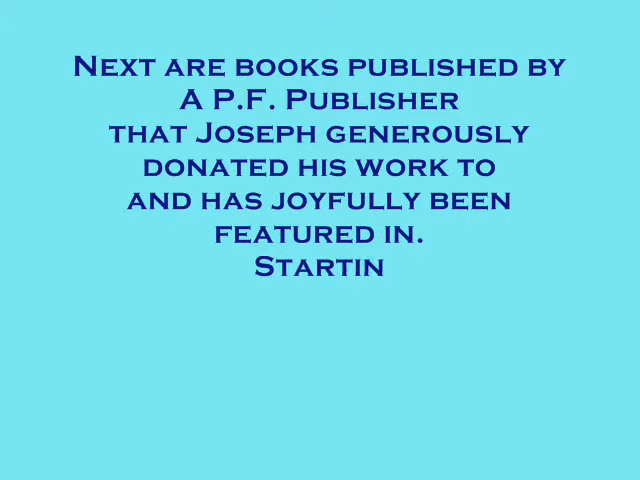 Next are books published by
A P.F. Publisher
that Joseph generously
donated his work to
and has joyfully been
featured in.
Startin